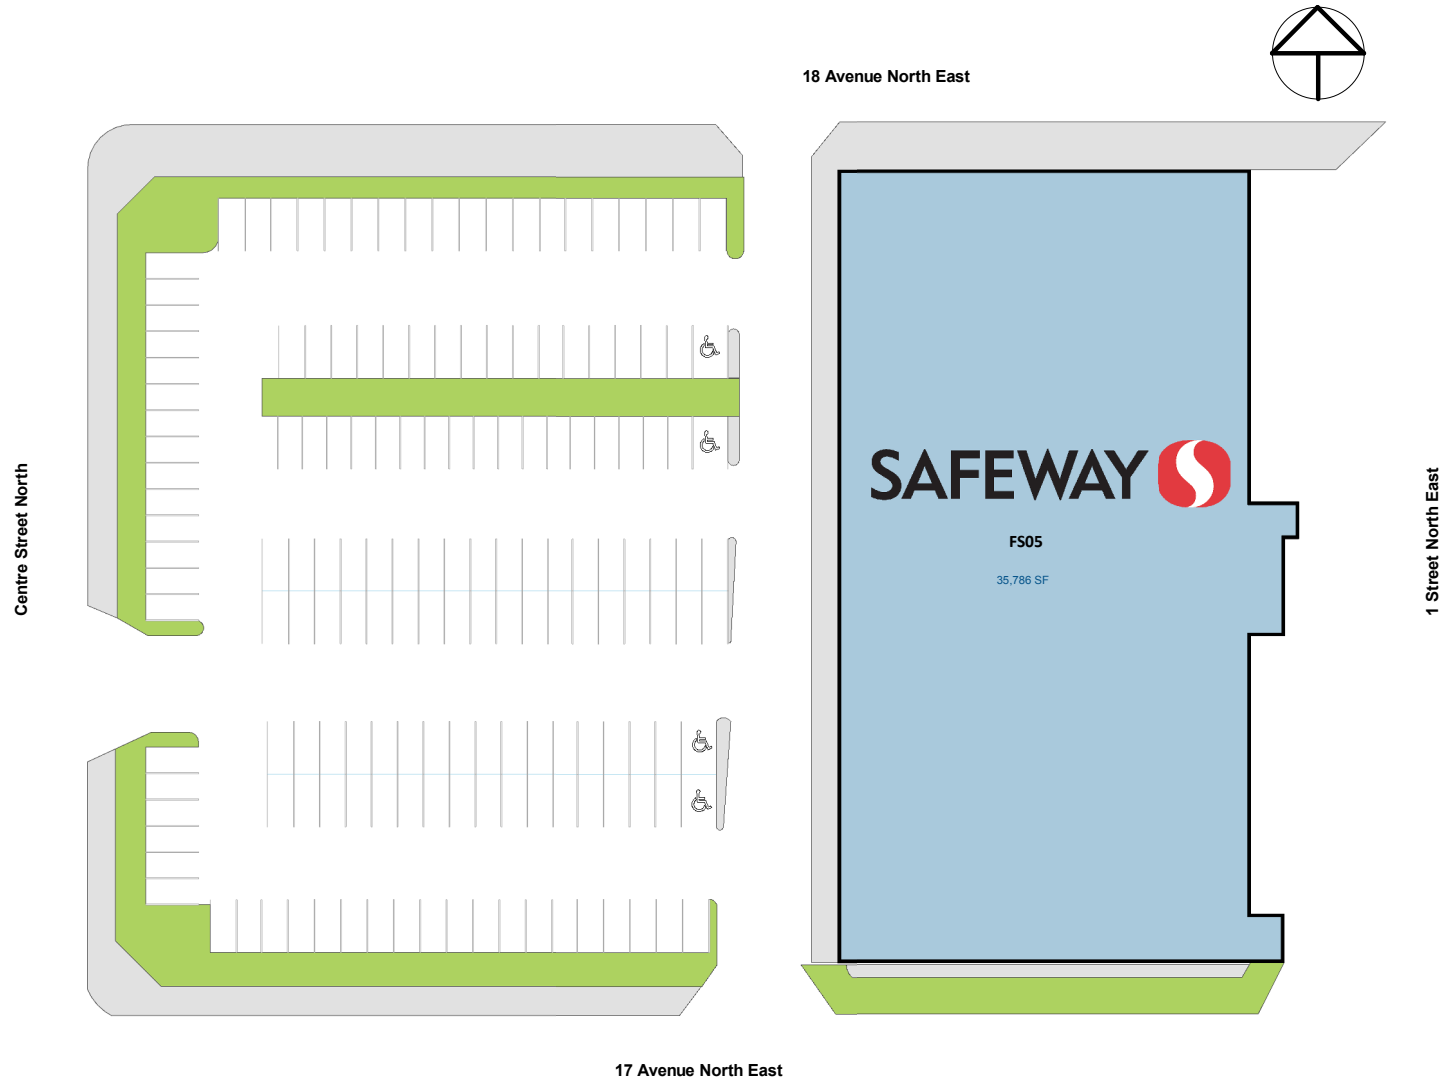 18 Avenue North East
Centre Street North
SAFEWAY
FS05
35,786 SF
1 Street North East
17 Avenue North East